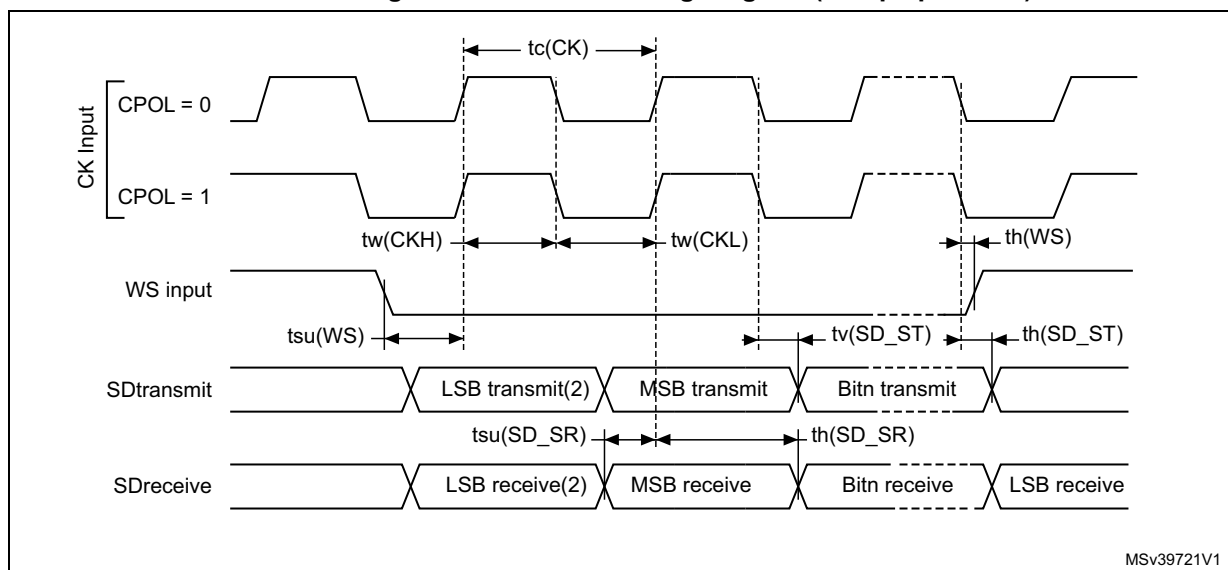 tc(CK)
CK Input
CPOL = 0
CPOL = 1
tw(CKH)
tw(CKL)
th(WS)
WS input
tsu(WS)
tv(SD_ST)
th(SD_ST)
SDtransmit
LSB transmit(2)
MSB transmit
Bitn transmit
tsu(SD_SR)
th(SD_SR)
SDreceive
LSB receive(2)
MSB receive
Bitn receive
LSB receive
MSv39721V1